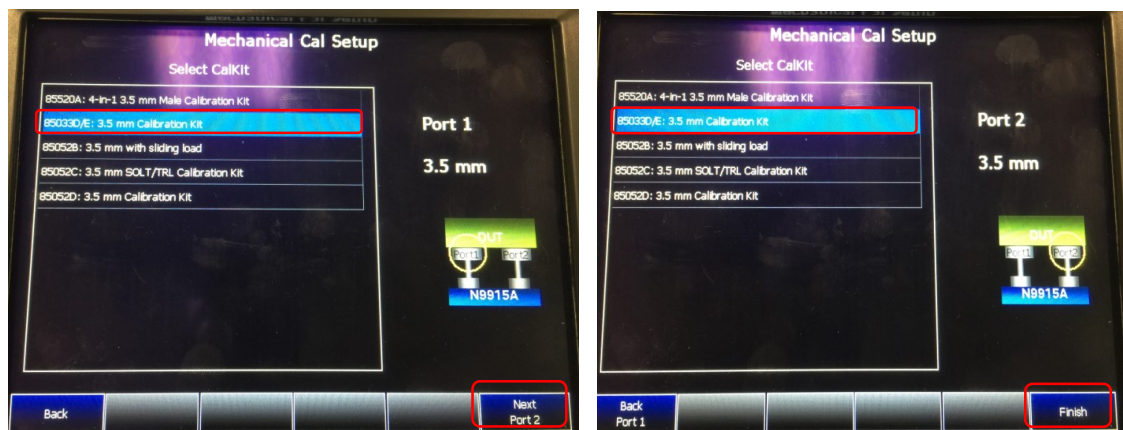 Mechanical Cal Setup
Select CalKit
85520A: 4-in-1 3.5 mm Male Calibration Kit
85033D/E: 3.5 mm Calibration Kit
85052B: 3.5 mm with sliding load
85052C: 3.5 mm SOLT/TRL Calibration Kit
85052D: 3.5 mm Calibration Kit
Port 1
3.5 mm
DUT
Port1 Port2
N9915A
Back
Next
Port 2
Mechanical Cal Setup
Select CalKit
85520A: 4-in-1 3.5 mm Male Calibration Kit
85033D/E: 3.5 mm Calibration Kit
85052B: 3.5 mm with sliding load
85052C: 3.5 mm SOLT/TRL Calibration Kit
85052D: 3.5 mm Calibration Kit
Port 2
3.5 mm
DUT
Port1 Port2
N9915A
Back
Port 1
Finish